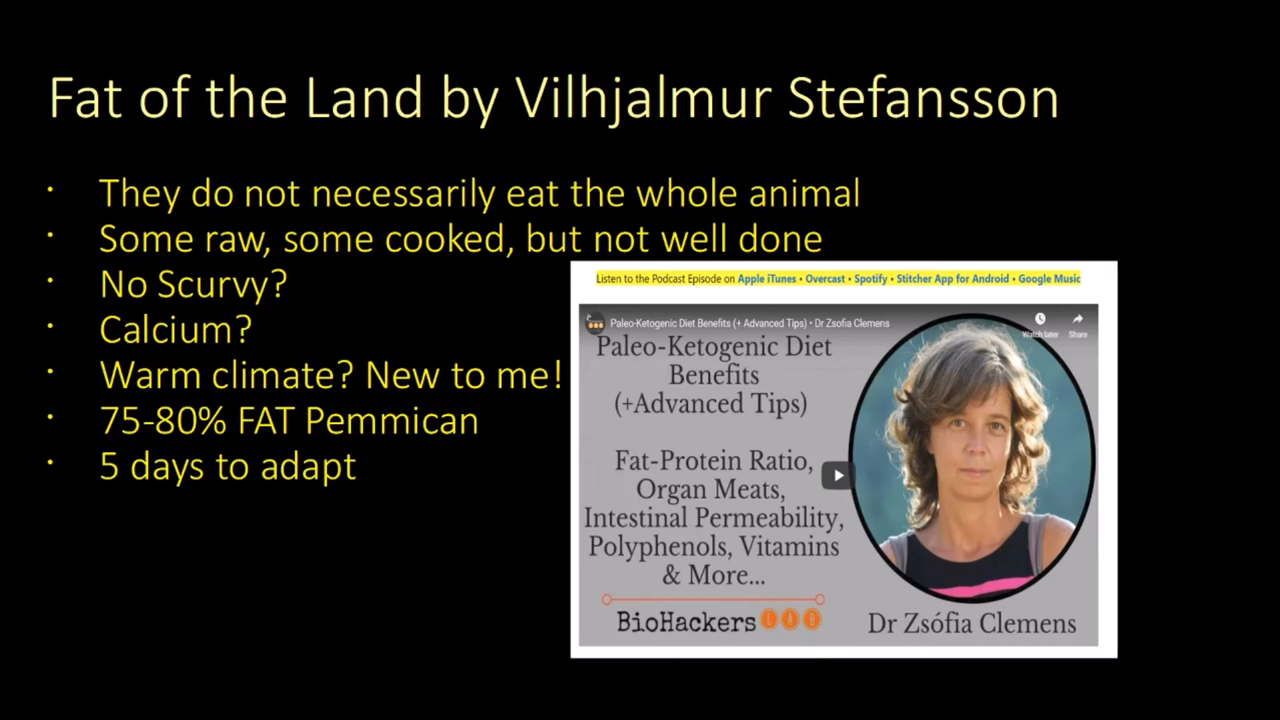 Fat of the Land by Vilhjalmur Stefansson
• They do not necessarily eat the whole animal
• Some raw, some cooked, but not well done
• No Scurvy?
• Calcium?
• Warm climate? New to me!
• 75-80% FAT Pemmican
• 5 days to adapt
Listen to the Podcast Episode on Apple iTunes • Overcast • Spotify • Stitcher App for Android • Google Music
Paleo-Ketogenic Diet Benefits (+ Advanced Tips) • Dr Zsofia Clemens
Watch later Share
Paleo-Ketogenic Diet
Benefits
(+Advanced Tips)
Fat-Protein Ratio,
Organ Meats,
Intestinal Permeability,
Polyphenols, Vitamins
& More...
BioHackers LAB
Dr Zsófia Clemens